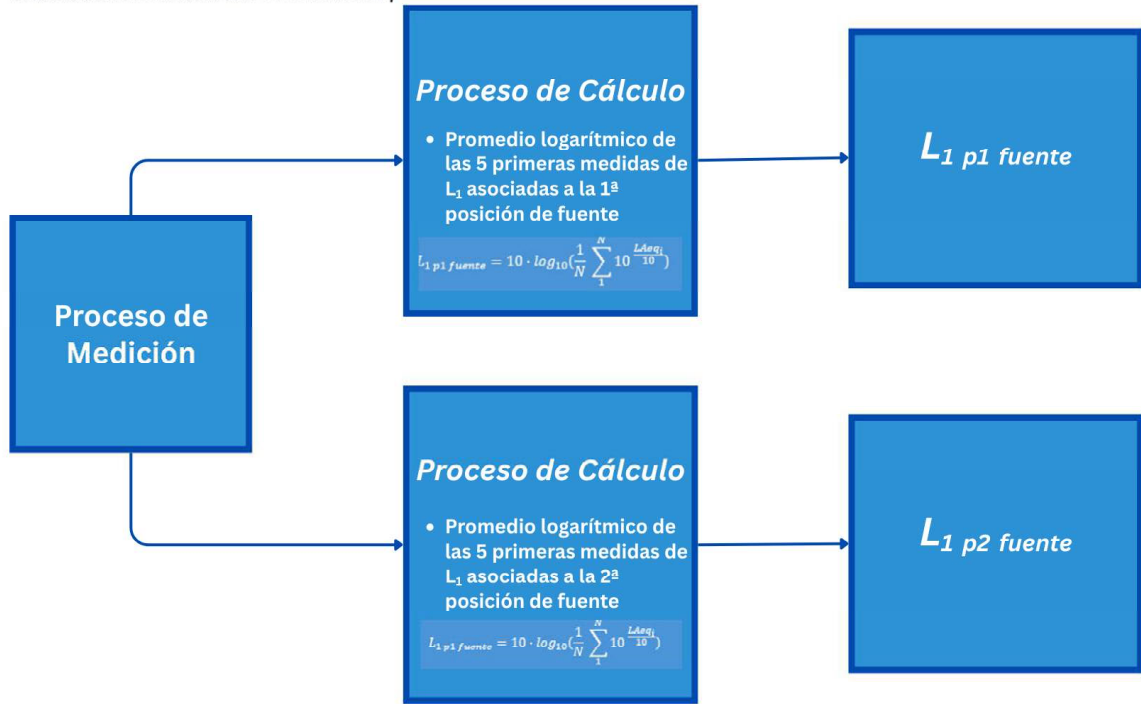 Proceso de Medición
Proceso de Cálculo
• Promedio logarítmico de
las 5 primeras medidas de
L₁ asociadas a la 1ª
posición de fuente
L₁ p1 fuente = 10 · log₁₀(1/N ∑₁ᴺ 10^(LAeqᵢ/10))
L₁ p1 fuente
Proceso de Cálculo
• Promedio logarítmico de
las 5 primeras medidas de
L₁ asociadas a la 2ª
posición de fuente
L₁ p1 fuente = 10 · log₁₀(1/N ∑₁ᴺ 10^(LAeqᵢ/10))
L₁ p2 fuente